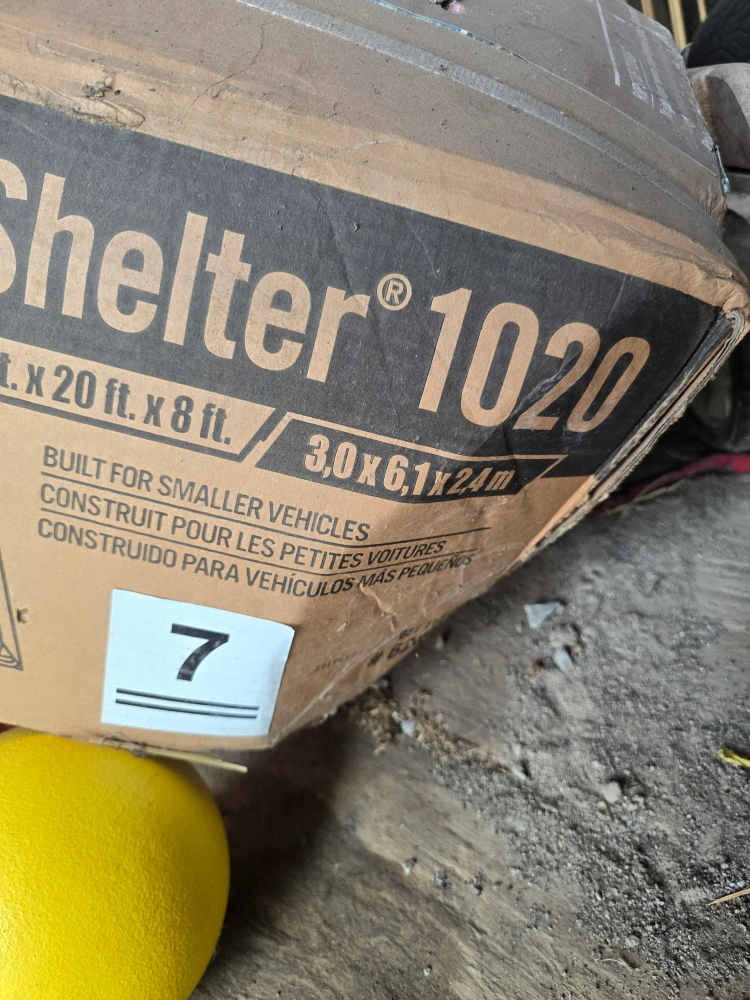 Shelter® 1020
t. x 20 ft. x 8 ft.
3,0 x 6,1 x 2,4 m
BUILT FOR SMALLER VEHICLES
CONSTRUIT POUR LES PETITES VOITURES
CONSTRUIDO PARA VEHÍCULOS MÁS PEQUEÑOS
7